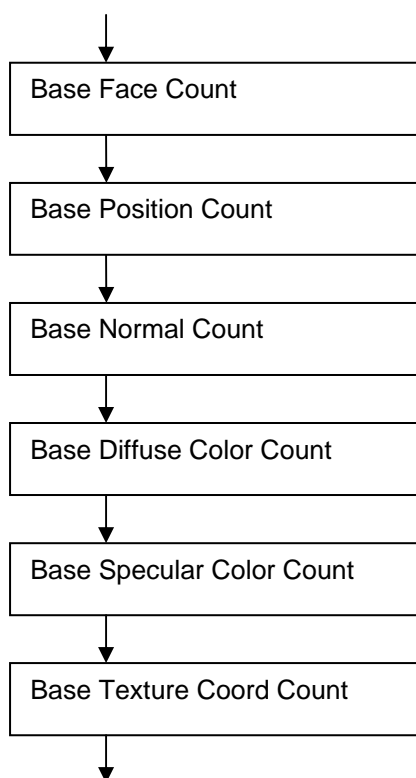 Base Face Count
Base Position Count
Base Normal Count
Base Diffuse Color Count
Base Specular Color Count
Base Texture Coord Count